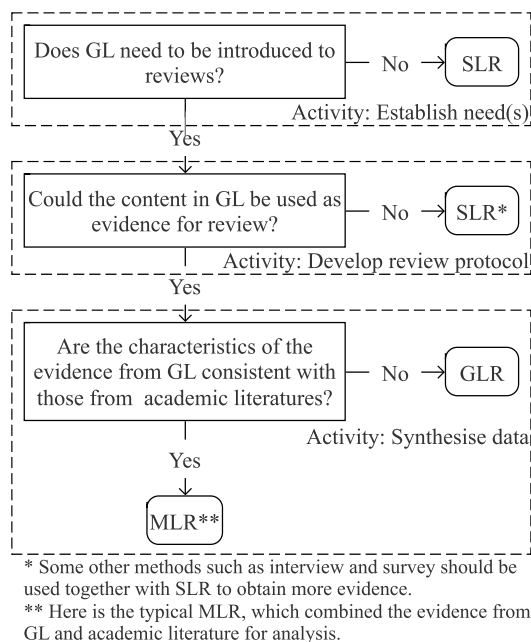 Does GL need to be introduced to
reviews?
No
SLR
Activity: Establish need(s)
Yes
Could the content in GL be used as
evidence for review?
No
SLR*
Activity: Develop review protocol
Yes
Are the characteristics of the
evidence from GL consistent with
those from academic literatures?
No
GLR
Activity: Synthesise data
Yes
MLR**
* Some other methods such as interview and survey should be
used together with SLR to obtain more evidence.
** Here is the typical MLR, which combined the evidence from
GL and academic literature for analysis.